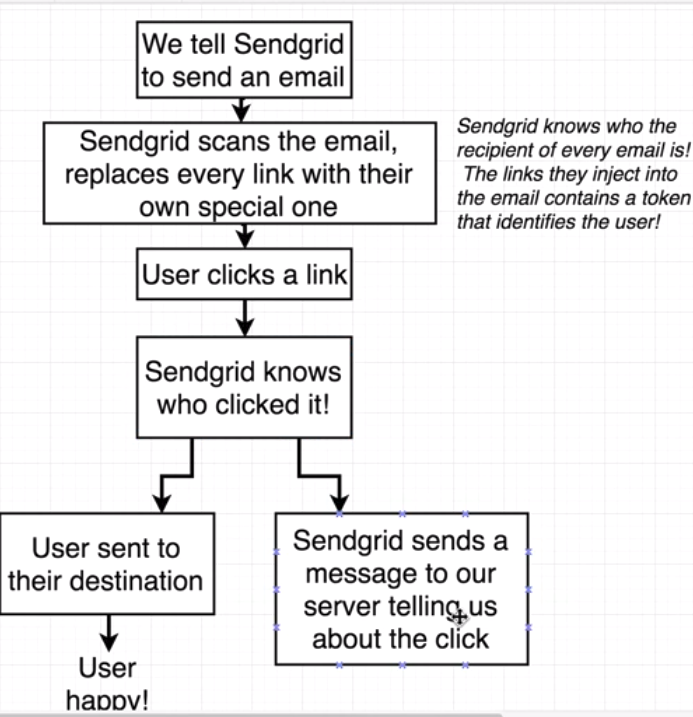 We tell Sendgrid
to send an email
Sendgrid scans the email,
replaces every link with their
own special one
Sendgrid knows who the
recipient of every email is!
The links they inject into
the email contains a token
that identifies the user!
User clicks a link
Sendgrid knows
who clicked it!
User sent to
their destination
Sendgrid sends a
message to our
server telling us
about the click
User
happy!